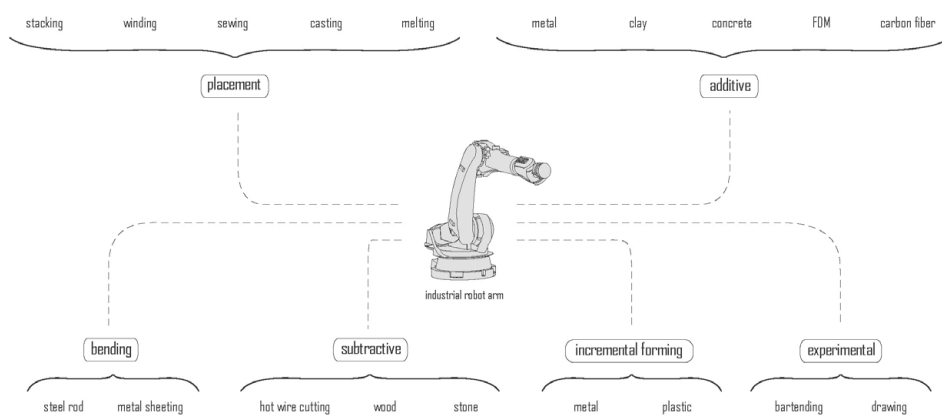 stacking winding sewing casting melting metal clay concrete FDM carbon fiber
placement additive
industrial robot arm
bending subtractive incremental forming experimental
steel rod metal sheeting hot wire cutting wood stone metal plastic bartending drawing